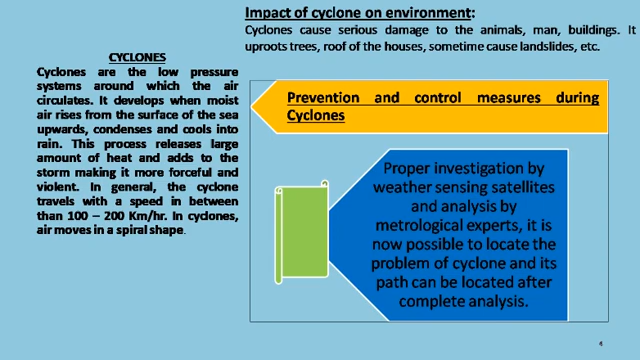 CYCLONES
Cyclones are the low pressure
systems around which the air
circulates. It develops when moist
air rises from the surface of the sea
upwards, condenses and cools into
rain. This process releases large
amount of heat and adds to the
storm making it more forceful and
violent. In general, the cyclone
travels with a speed in between
than 100 – 200 Km/hr. In cyclones,
air moves in a spiral shape.
Impact of cyclone on environment:
Cyclones cause serious damage to the animals, man, buildings. It
uproots trees, roof of the houses, sometime cause landslides, etc.
Prevention and control measures during
Cyclones
Proper investigation by
weather sensing satellites
and analysis by
metrological experts, it is
now possible to locate the
problem of cyclone and its
path can be located after
complete analysis.